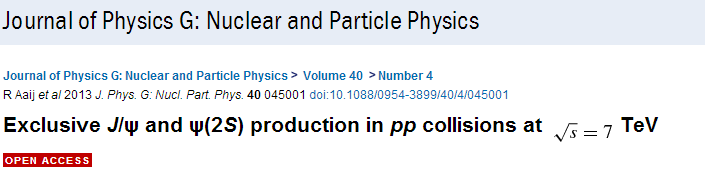 Journal of Physics G: Nuclear and Particle Physics
Journal of Physics G: Nuclear and Particle Physics > Volume 40 > Number 4
R Aaij et al 2013 J. Phys. G: Nucl. Part. Phys. 40 045001 doi:10.1088/0954-3899/40/4/045001
Exclusive J/ψ and ψ(2S) production in pp collisions at √s = 7 TeV
OPEN ACCESS